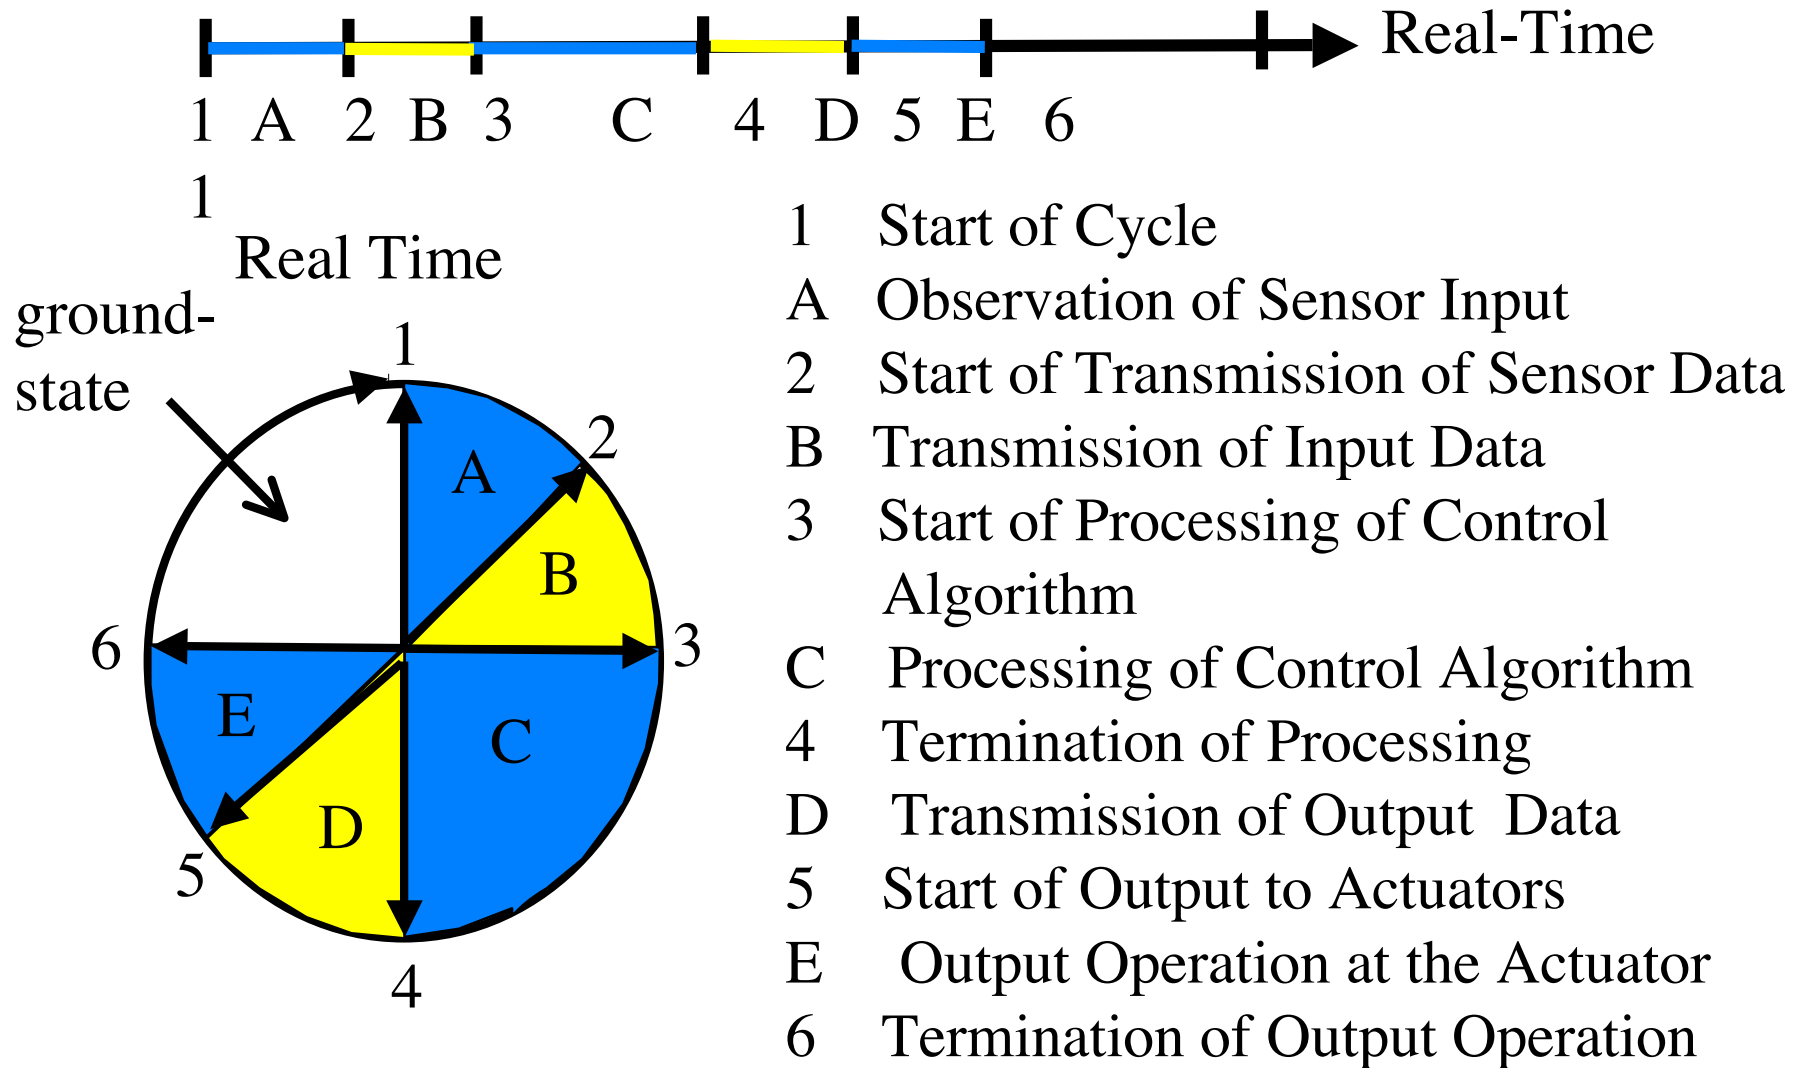 Real-Time
1 A 2 B 3 C 4 D 5 E 6
1
Real Time
ground-
state
1
2
A
B
3
6
E
C
D
5
4
1 Start of Cycle
A Observation of Sensor Input
2 Start of Transmission of Sensor Data
B Transmission of Input Data
3 Start of Processing of Control
Algorithm
C Processing of Control Algorithm
4 Termination of Processing
D Transmission of Output Data
5 Start of Output to Actuators
E Output Operation at the Actuator
6 Termination of Output Operation